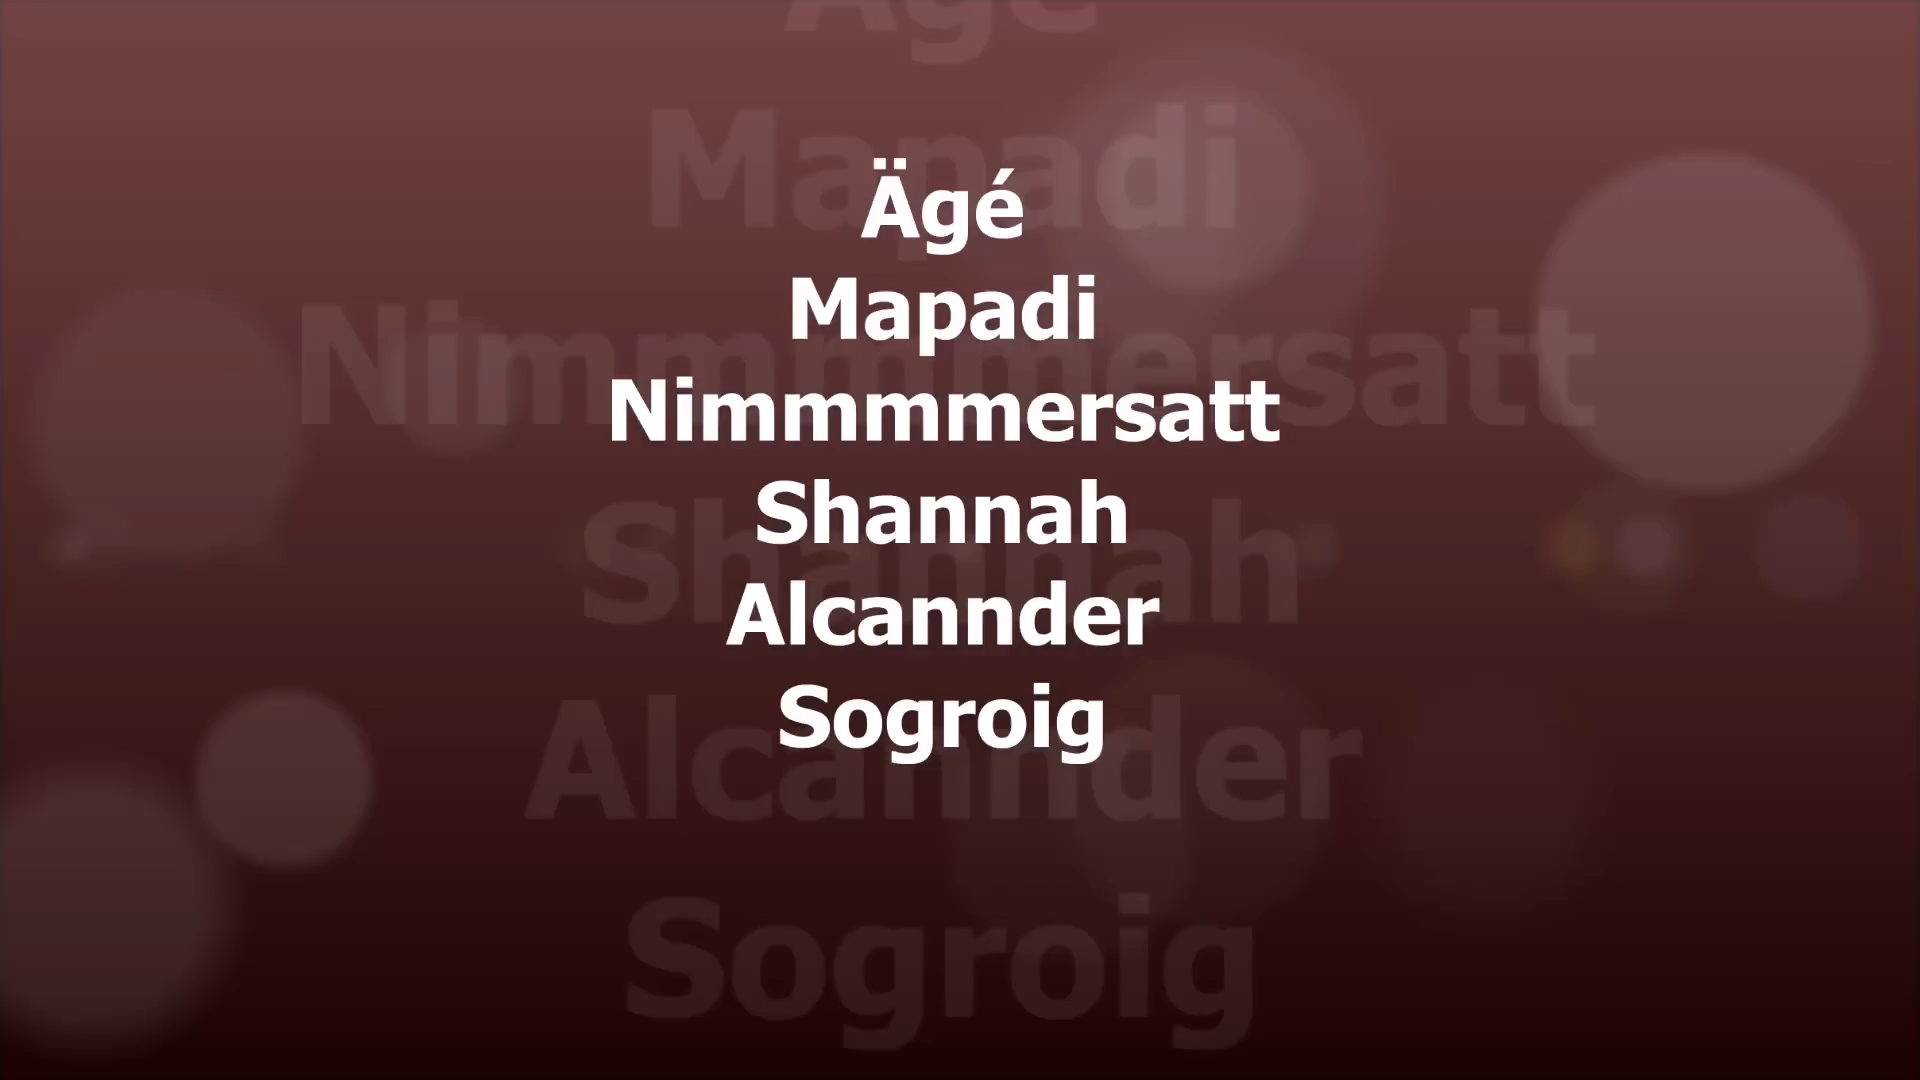 Ägé
Mapadi
Nimmmmersatt
Shannah
Alcannder
Sogroig